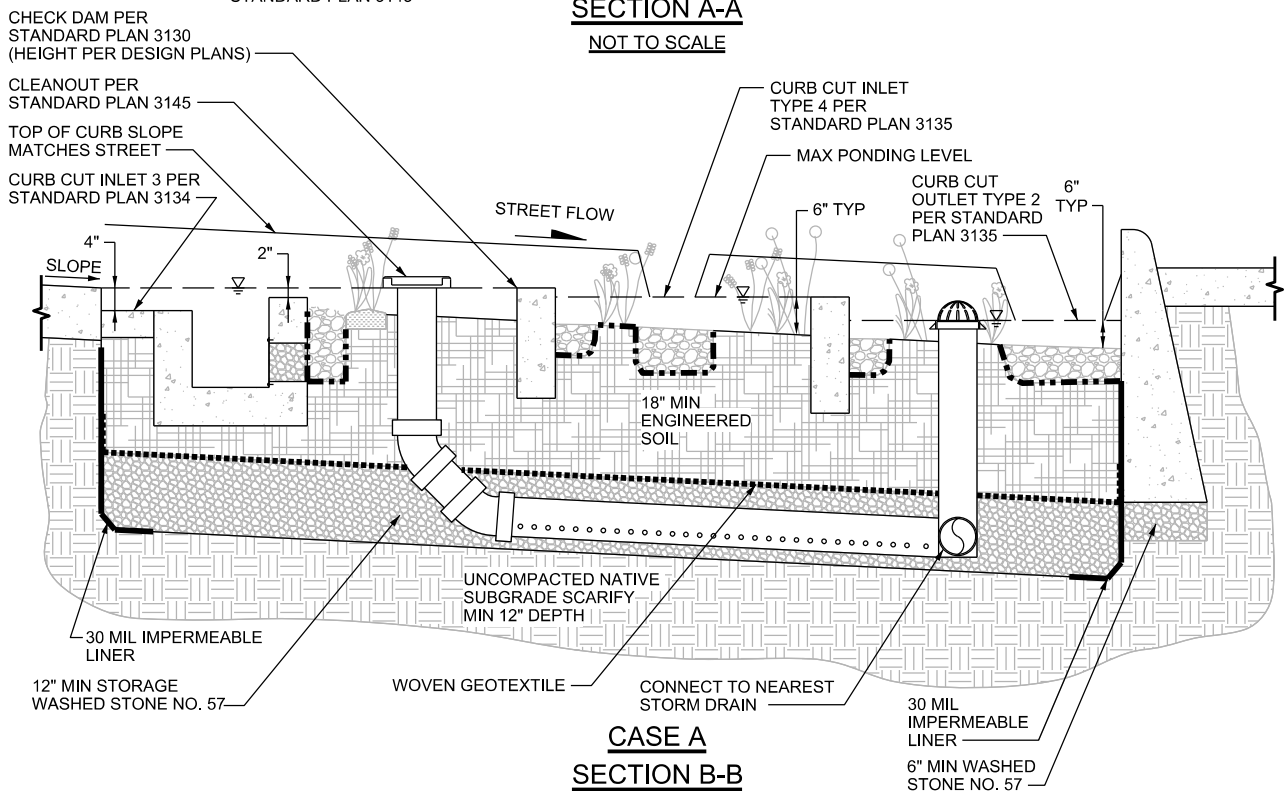 SECTION A-A
NOT TO SCALE
CHECK DAM PER
STANDARD PLAN 3130
(HEIGHT PER DESIGN PLANS)
CLEANOUT PER
STANDARD PLAN 3145
TOP OF CURB SLOPE
MATCHES STREET
CURB CUT INLET 3 PER
STANDARD PLAN 3134
4"
SLOPE
2"
STREET FLOW
CURB CUT INLET
TYPE 4 PER
STANDARD PLAN 3135
MAX PONDING LEVEL
6" TYP
CURB CUT
OUTLET TYPE 2
PER STANDARD
PLAN 3135
6"
TYP
18" MIN
ENGINEERED
SOIL
UNCOMPACTED NATIVE
SUBGRADE SCARIFY
MIN 12" DEPTH
30 MIL IMPERMEABLE
LINER
12" MIN STORAGE
WASHED STONE NO. 57
WOVEN GEOTEXTILE
CONNECT TO NEAREST
STORM DRAIN
30 MIL
IMPERMEABLE
LINER
6" MIN WASHED
STONE NO. 57
CASE A
SECTION B-B